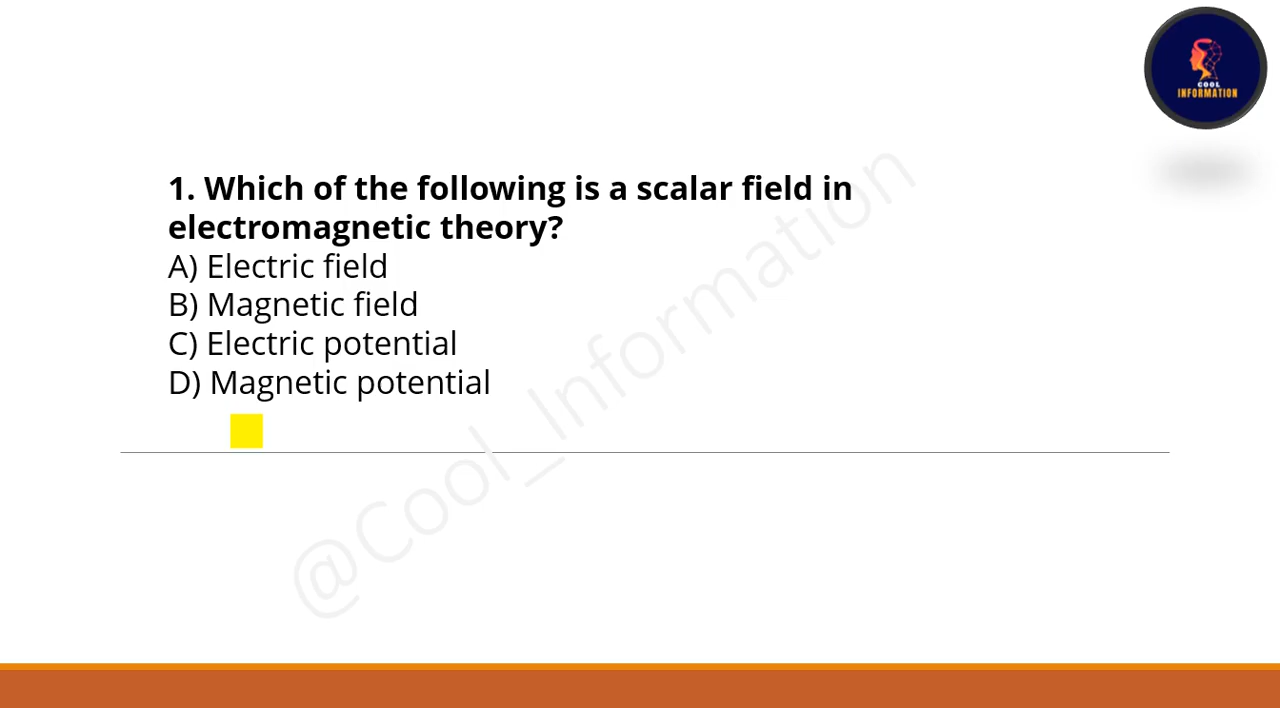 COOL
INFORMATION
1. Which of the following is a scalar field in
electromagnetic theory?
A) Electric field
B) Magnetic field
C) Electric potential
D) Magnetic potential
@Cool_Information